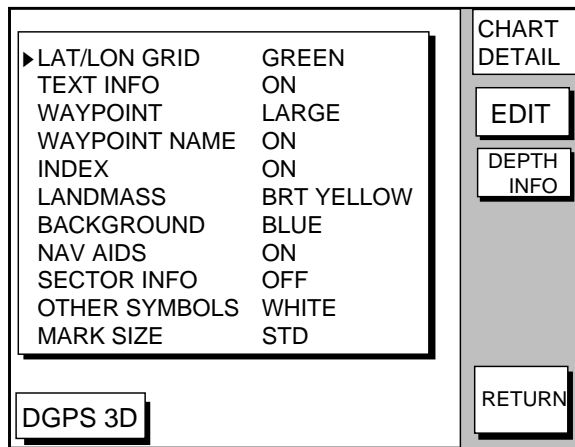 ▶LAT/LON GRID GREEN
TEXT INFO ON
WAYPOINT LARGE
WAYPOINT NAME ON
INDEX ON
LANDMASS BRT YELLOW
BACKGROUND BLUE
NAV AIDS ON
SECTOR INFO OFF
OTHER SYMBOLS WHITE
MARK SIZE STD
DGPS 3D
CHART
DETAIL
EDIT
DEPTH
INFO
RETURN